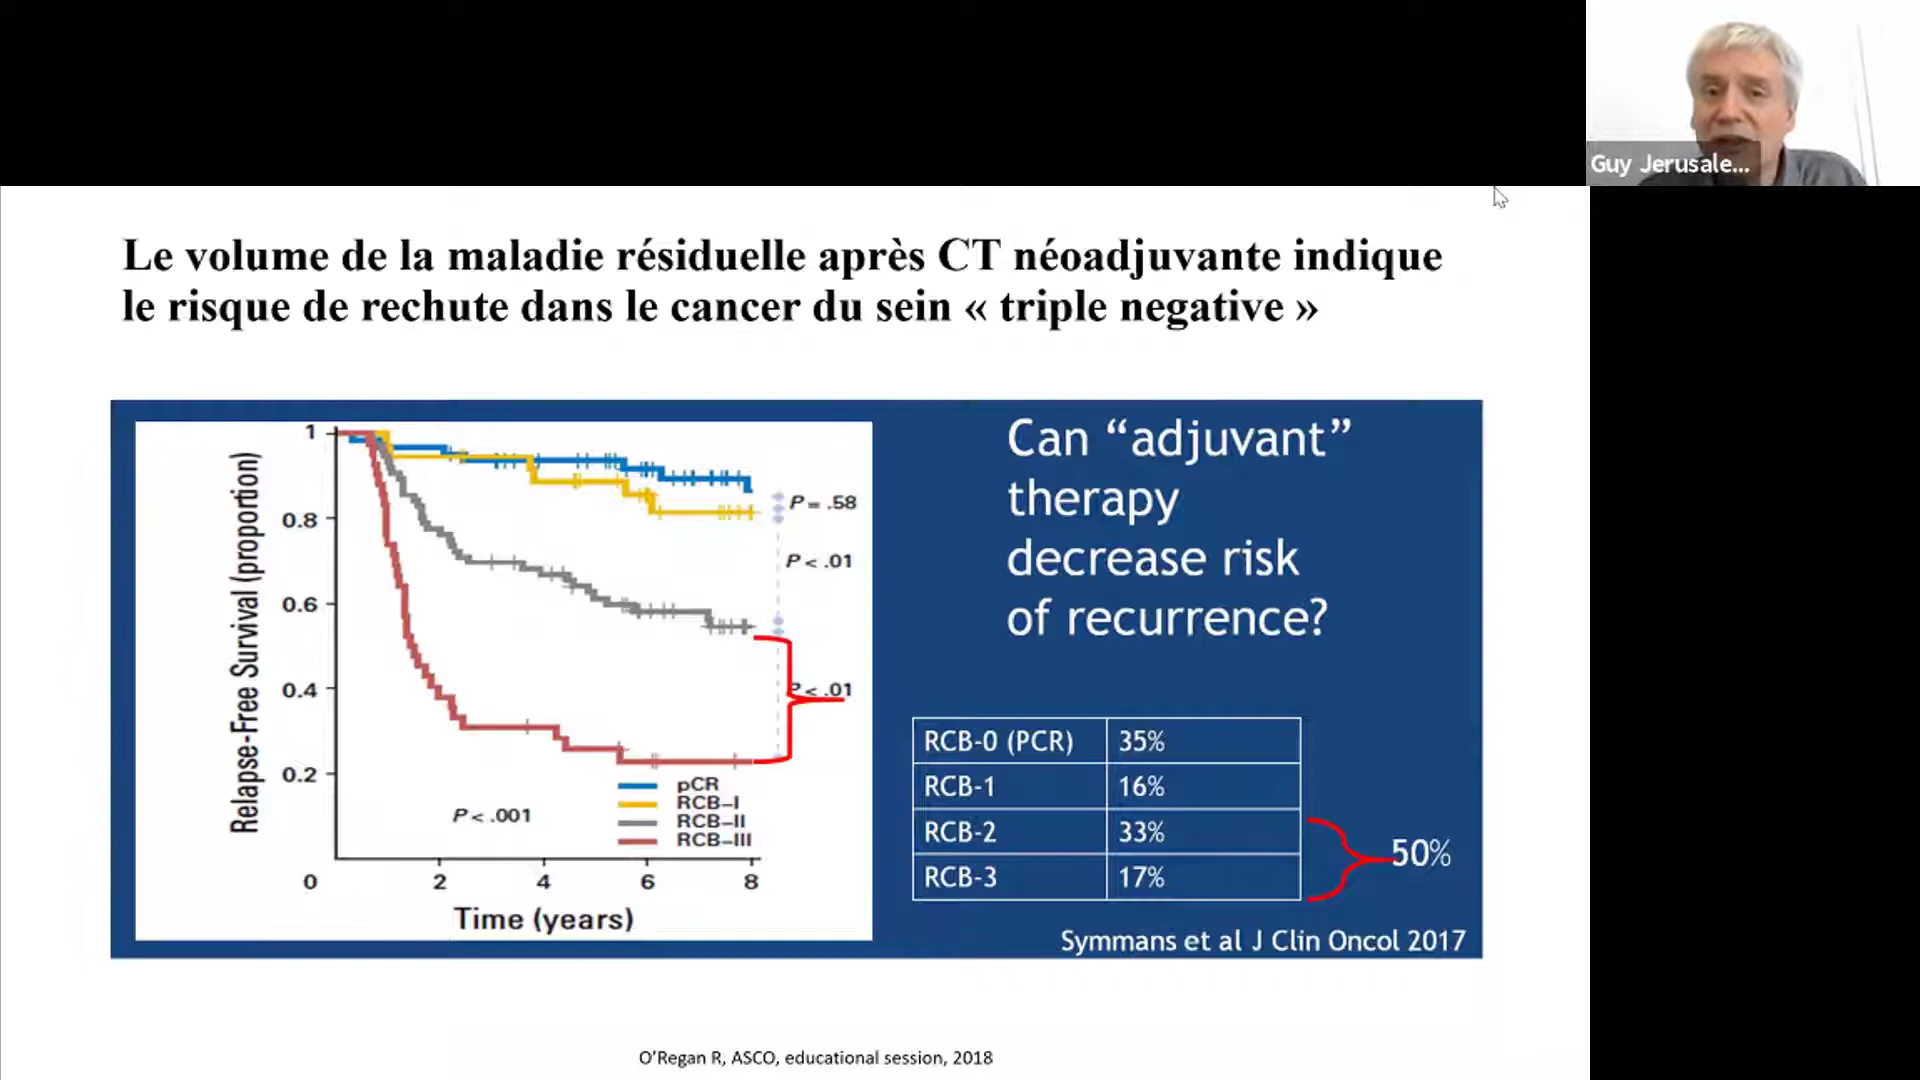 Guy Jerusale...
Le volume de la maladie résiduelle après CT néoadjuvante indique
le risque de rechute dans le cancer du sein « triple negative »
Relapse-Free Survival (proportion)
1
0.8
0.6
0.4
0.2
0
2
4
6
8
Time (years)
P = .58
P < .01
P < .01
P < .001
pCR
RCB–I
RCB–II
RCB–III
Can “adjuvant”
therapy
decrease risk
of recurrence?
RCB-0 (PCR) 35%
RCB-1 16%
RCB-2 33%
RCB-3 17%
50%
Symmans et al J Clin Oncol 2017
O’Regan R, ASCO, educational session, 2018